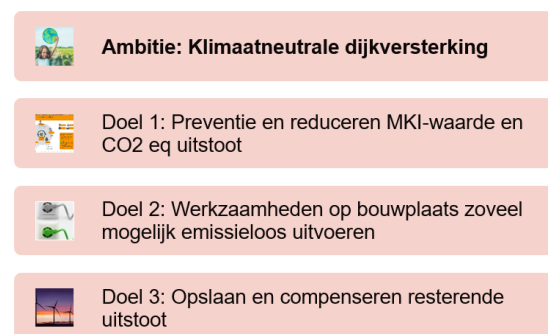 Ambitie: Klimaatneutrale dijkversterking
Doel 1: Preventie en reduceren MKI-waarde en
CO2 eq uitstoot
Doel 2: Werkzaamheden op bouwplaats zoveel
mogelijk emissieloos uitvoeren
Doel 3: Opslaan en compenseren resterende
uitstoot